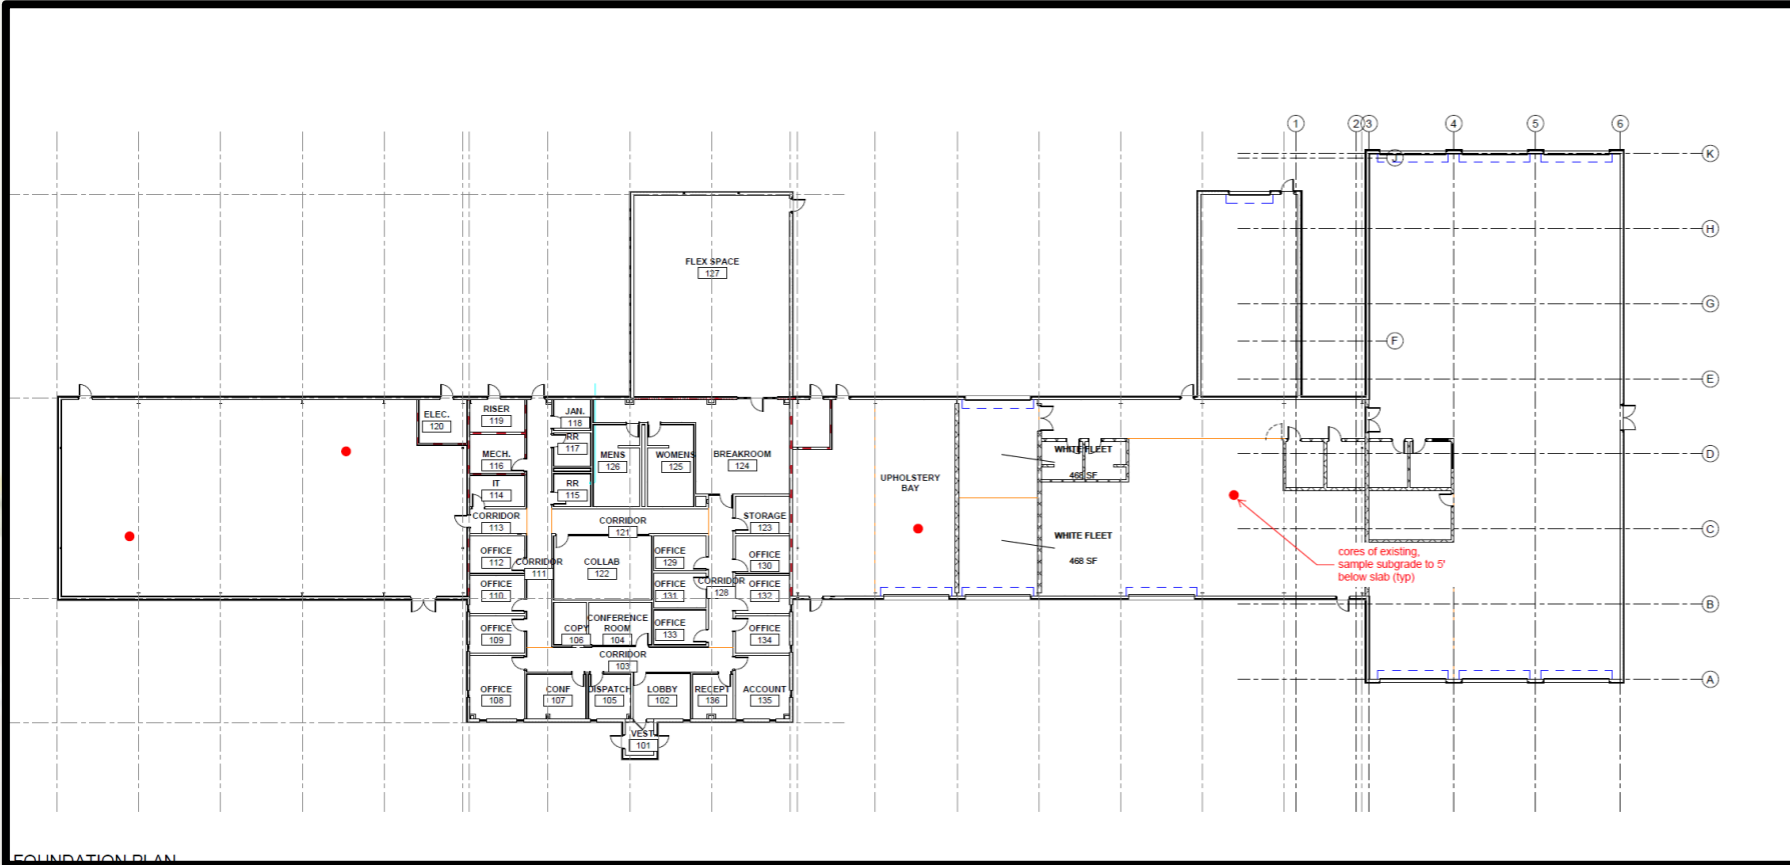 1
2
3
4
5
6
K
J
H
FLEX SPACE
127
G
F
E
ELEC.
120
RISER
119
JAN.
118
RR
117
MECH.
116
MENS
126
WOMENS
125
BREAKROOM
124
WHITE FLEET
468 SF
D
IT
114
RR
115
UPHOLSTERY
BAY
CORRIDOR
113
CORRIDOR
121
STORAGE
123
C
WHITE FLEET
468 SF
cores of existing,
sample subgrade to 5'
below slab (typ)
OFFICE
112
CORRIDOR
111
COLLAB
122
OFFICE
129
OFFICE
130
OFFICE
110
OFFICE
131
CORRIDOR
128
OFFICE
132
B
OFFICE
109
COPY
106
CONFERENCE
ROOM
104
OFFICE
133
OFFICE
134
CORRIDOR
103
OFFICE
108
CONF
107
DISPATCH
105
LOBBY
102
RECEPT
136
ACCOUNT
135
A
VEST
101
FOUNDATION PLAN